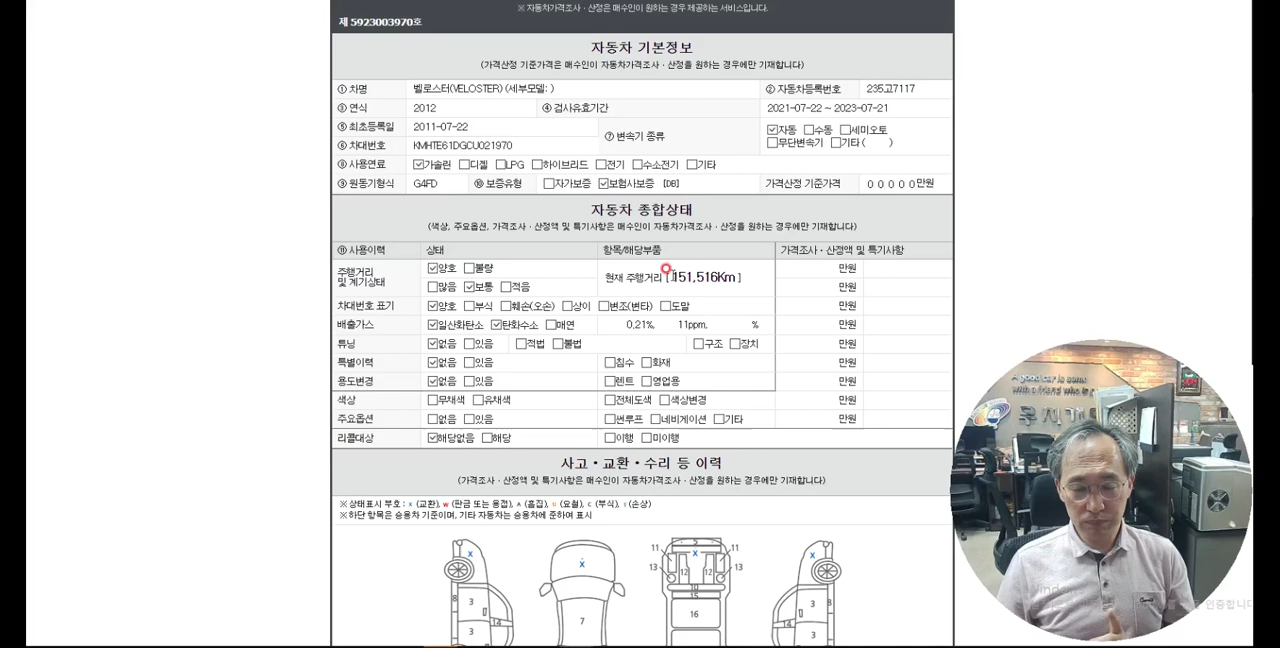 ※ 자동차가격조사 · 산정은 매수인이 원하는 경우 제공하는 서비스입니다.
제 5923003970호
자동차 기본정보
(가격산정 기준가격은 매수인이 자동차가격조사 · 산정을 원하는 경우에만 기재합니다)
① 차명 벨로스터(VELOSTER) (세부모델: ) ② 자동차등록번호 235고7117
③ 연식 2012 ④ 검사유효기간 2021-07-22 ~ 2023-07-21
⑤ 최초등록일 2011-07-22
⑦ 변속기 종류 ☑자동 ☐수동 ☐세미오토
☐무단변속기 ☐기타 ( )
⑥ 차대번호 KMHTE61DGCU021970
⑧ 사용연료 ☑가솔린 ☐디젤 ☐LPG ☐하이브리드 ☐전기 ☐수소전기 ☐기타
⑨ 원동기형식 G4FD ⑩ 보증유형 ☐자가보증 ☑보험사보증 [DB] 가격산정 기준가격 0 0 0 0 0 만원
자동차 종합상태
(색상, 주요옵션, 가격조사 · 산정액 및 특기사항은 매수인이 자동차가격조사 · 산정을 원하는 경우에만 기재합니다)
⑪ 사용이력 상태 항목/해당부품 가격조사 · 산정액 및 특기사항
주행거리
및 계기상태
☑양호 ☐불량 만원
현재 주행거리 [ 151,516Km ]
☐많음 ☑보통 ☐적음 만원
차대번호 표기 ☑양호 ☐부식 ☐훼손(오손) ☐상이 ☐변조(변타) ☐도말 만원
배출가스 ☑일산화탄소 ☑탄화수소 ☐매연 0.21%, 11ppm, % 만원
튜닝 ☑없음 ☐있음 ☐적법 ☐불법 ☐구조 ☐장치 만원
특별이력 ☑없음 ☐있음 ☐침수 ☐화재 만원
용도변경 ☑없음 ☐있음 ☐렌트 ☐영업용 만원
색상 ☐무채색 ☐유채색 ☐전체도색 ☐색상변경 만원
주요옵션 ☐없음 ☐있음 ☐썬루프 ☐네비게이션 ☐기타 만원
리콜대상 ☑해당없음 ☐해당 ☐이행 ☐미이행
사고 · 교환 · 수리 등 이력
(가격조사 · 산정액 및 특기사항은 매수인이 자동차가격조사 · 산정을 원하는 경우에만 기재합니다)
※ 상태표시 부호 : X (교환), W (판금 또는 용접), A (흠집), U (요철), C (부식), T (손상)
※ 하단 항목은 승용차 기준이며, 기타 자동차는 승용차에 준하여 표시
X X 5 X X
11 11
13 12 12 13
10
15
8 3 14 7 16 14 3 8
3 3
A good car is some
with a friend who is